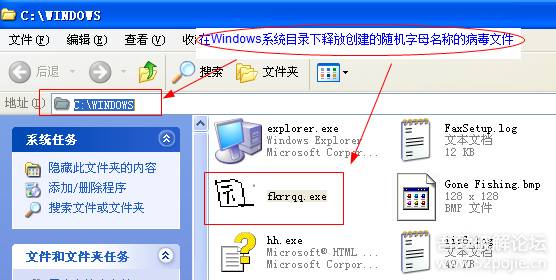 C:\WINDOWS
文件(F) 编辑(E) 查看(V) 收 在Windows系统目录下释放创建的随机字母名称的病毒文件
后退 搜索 文件夹
地址(D) C:\WINDOWS
系统任务
隐藏此文件夹的内容
添加/删除程序
搜索文件或文件夹
文件和文件夹任务
explorer.exe
Windows Explorer
Microsoft Corpor...
FaxSetup.log
文本文档
12 KB
fkrrqq.exe
Gone Fishing.bmp
128 x 128
BMP 文件
hh.exe
Microsoft® HTML ...
Microsoft Corpor...
文本文档
49 KB